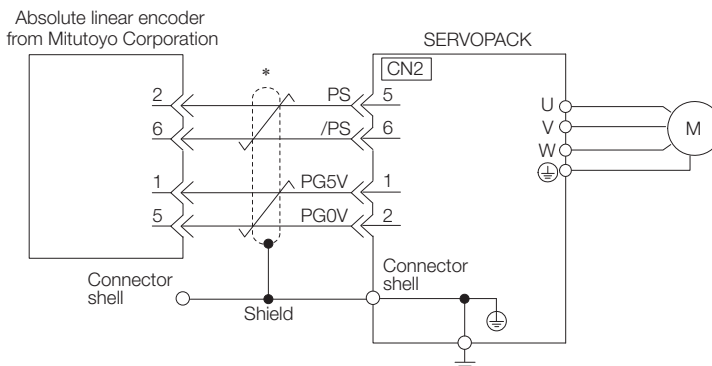 Absolute linear encoder
from Mitutoyo Corporation
SERVOPACK
CN2
*
2 PS 5
6 /PS 6
1 PG5V 1
5 PG0V 2
U
V
W
M
Connector
shell
Shield
Connector
shell